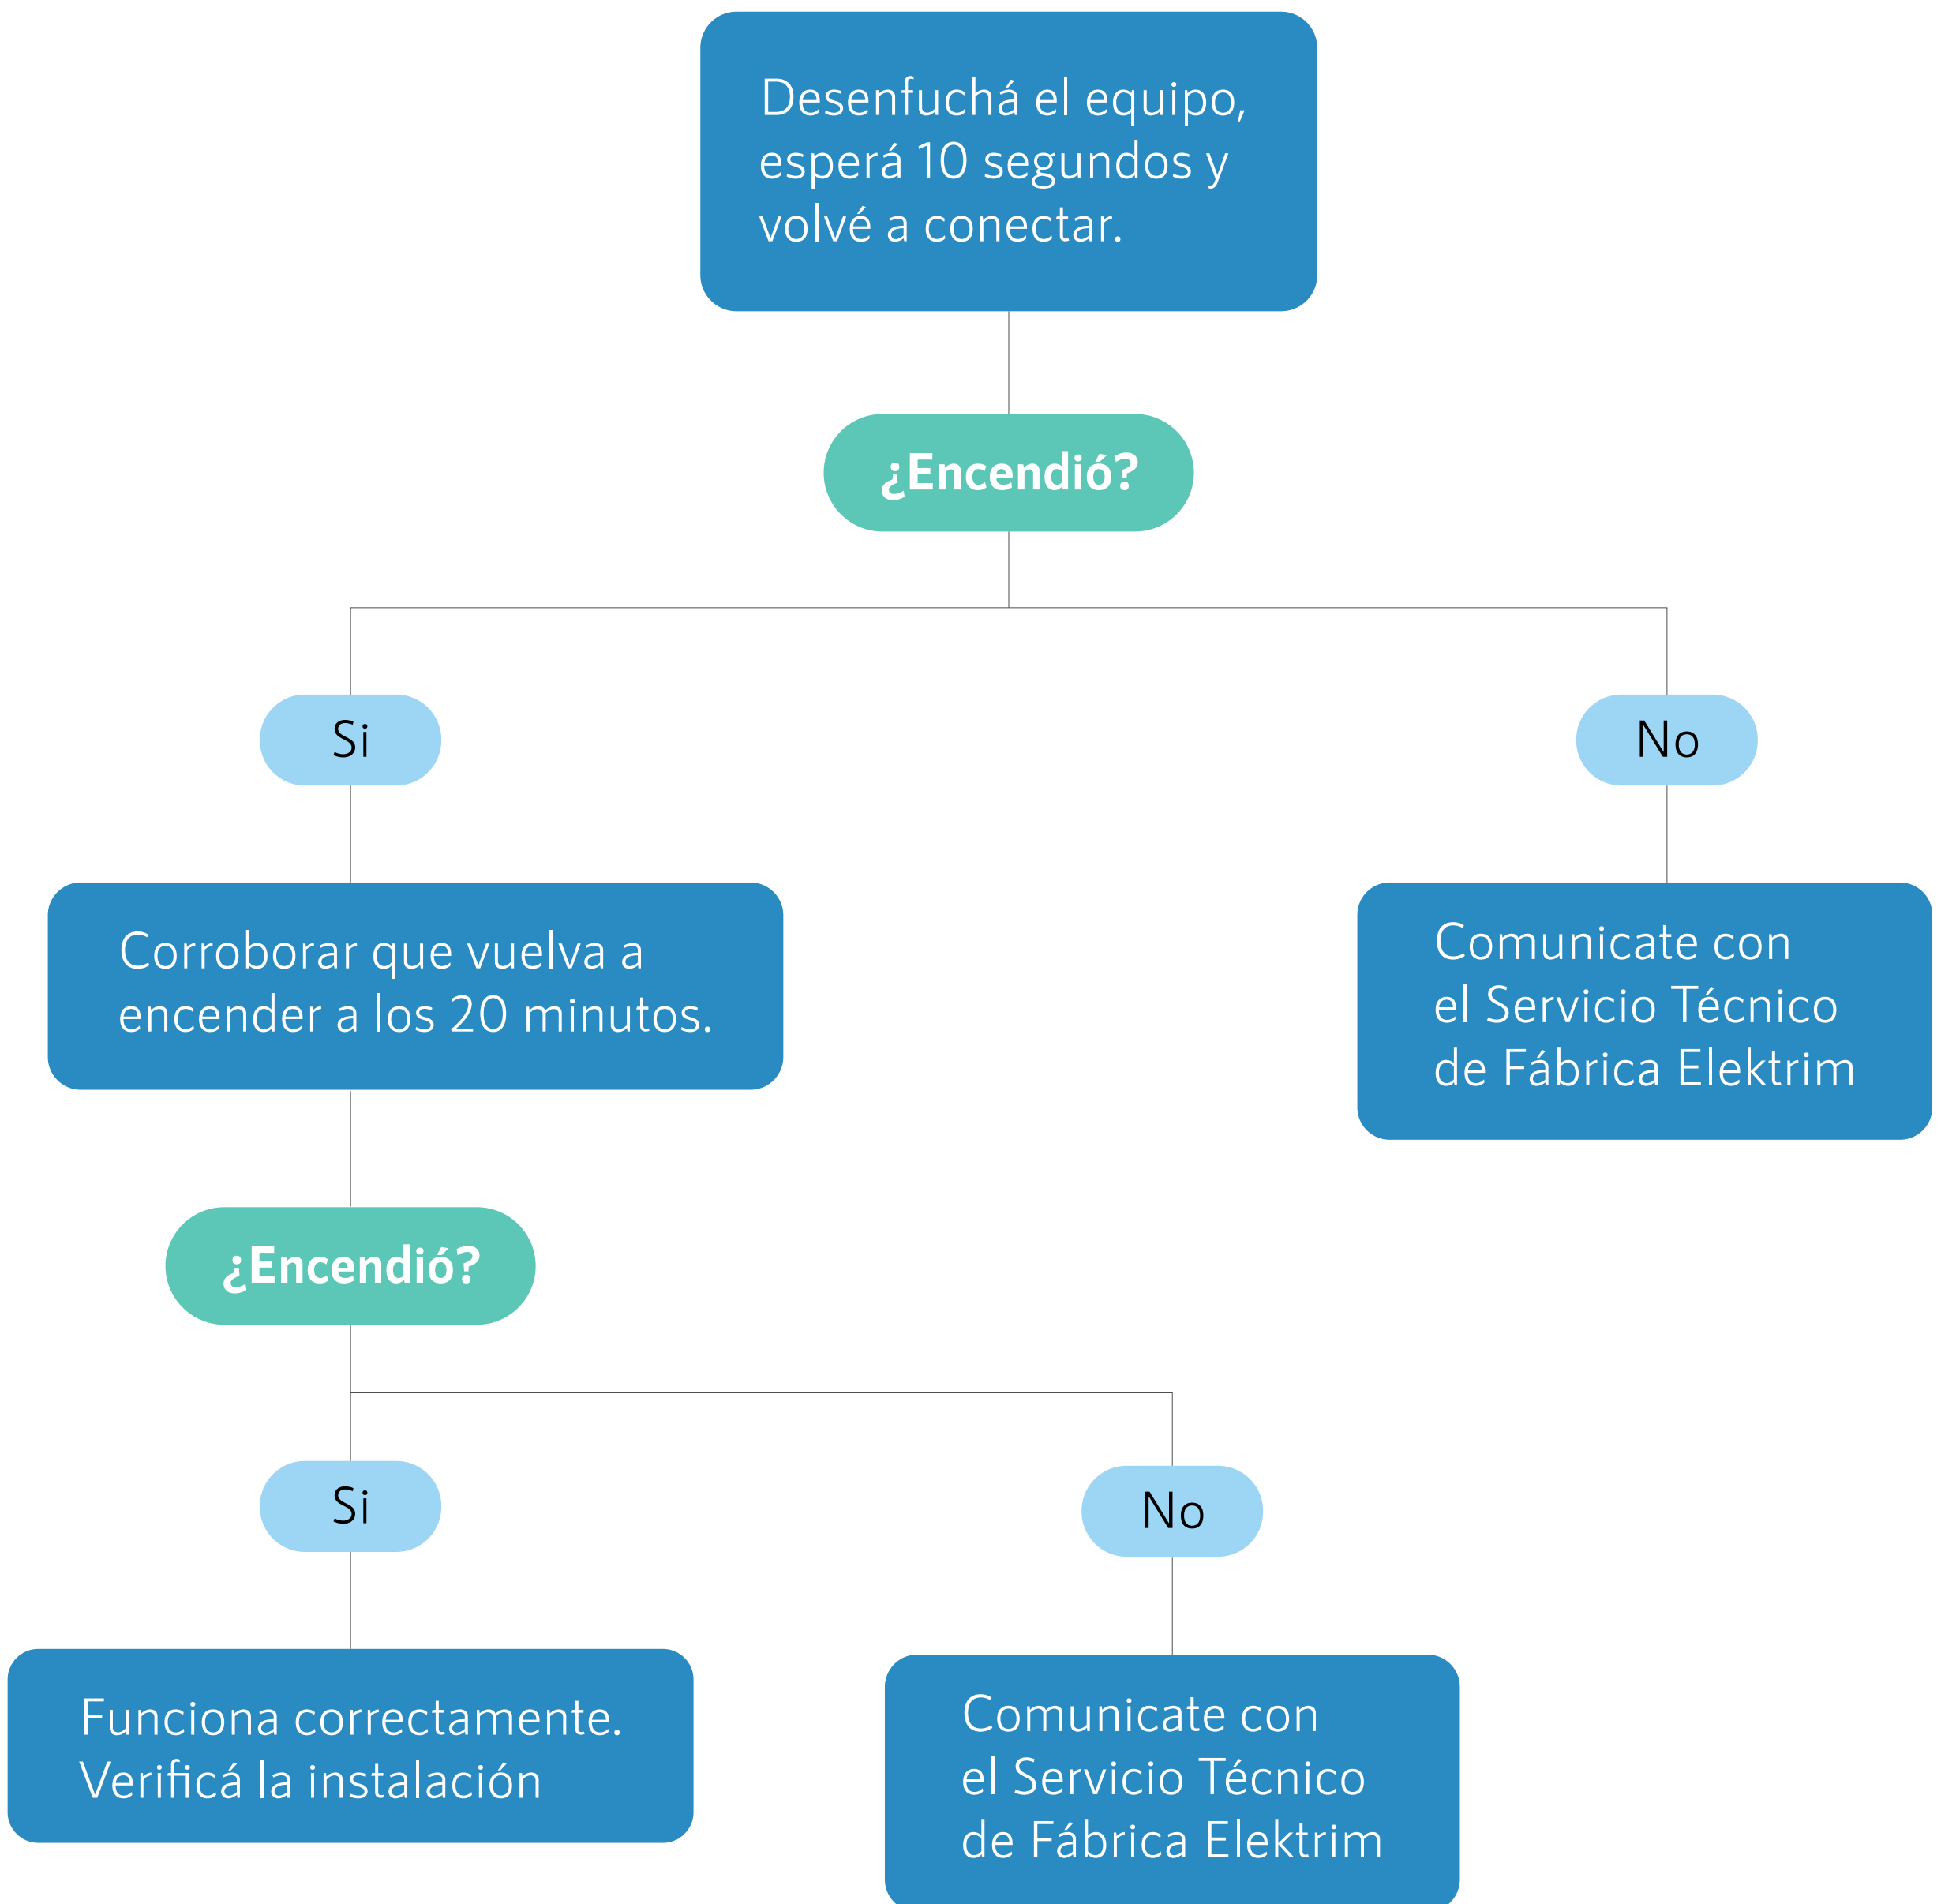 Desenfuchá el equipo,
esperá 10 segundos y
volvé a conectar.
¿Encendió?
Si
No
Corroborar que vuelva a
encender a los 20 minutos.
Comunicate con
el Servicio Técnico
de Fábrica Elektrim
¿Encendió?
Si
No
Funciona correctamente.
Verificá la instalación
Comunicate con
el Servicio Técnico
de Fábrica Elektrim